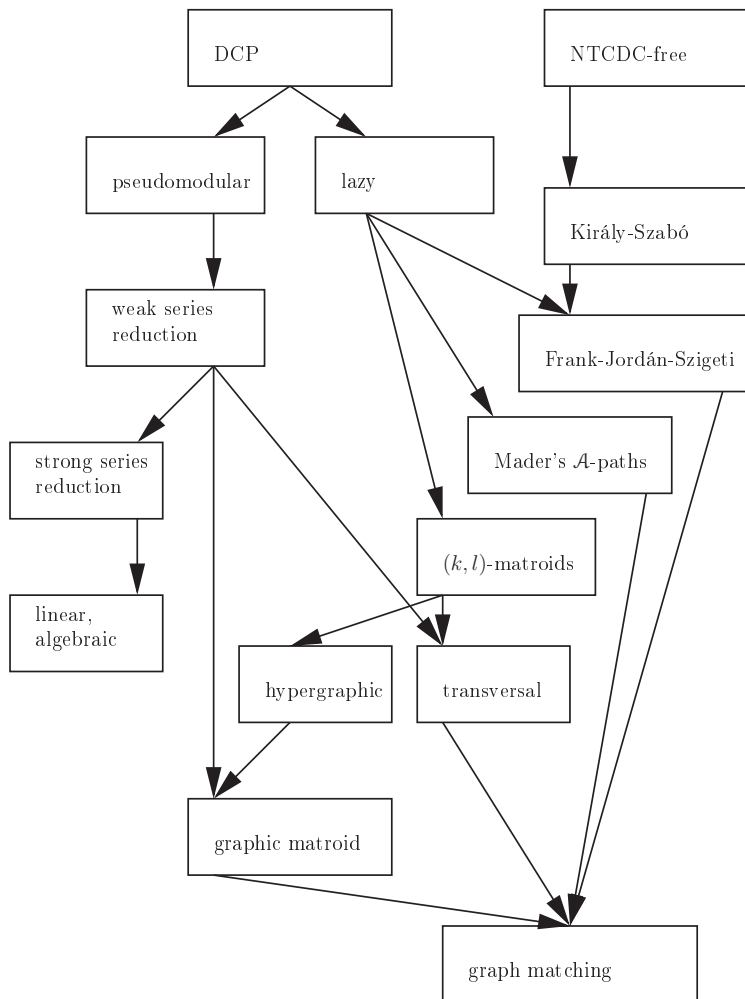 DCP
NTCDC-free
pseudomodular
lazy
Király-Szabó
weak series
reduction
Frank-Jordán-Szigeti
strong series
reduction
Mader's 𝒜-paths
(k, l)-matroids
linear,
algebraic
hypergraphic
transversal
graphic matroid
graph matching